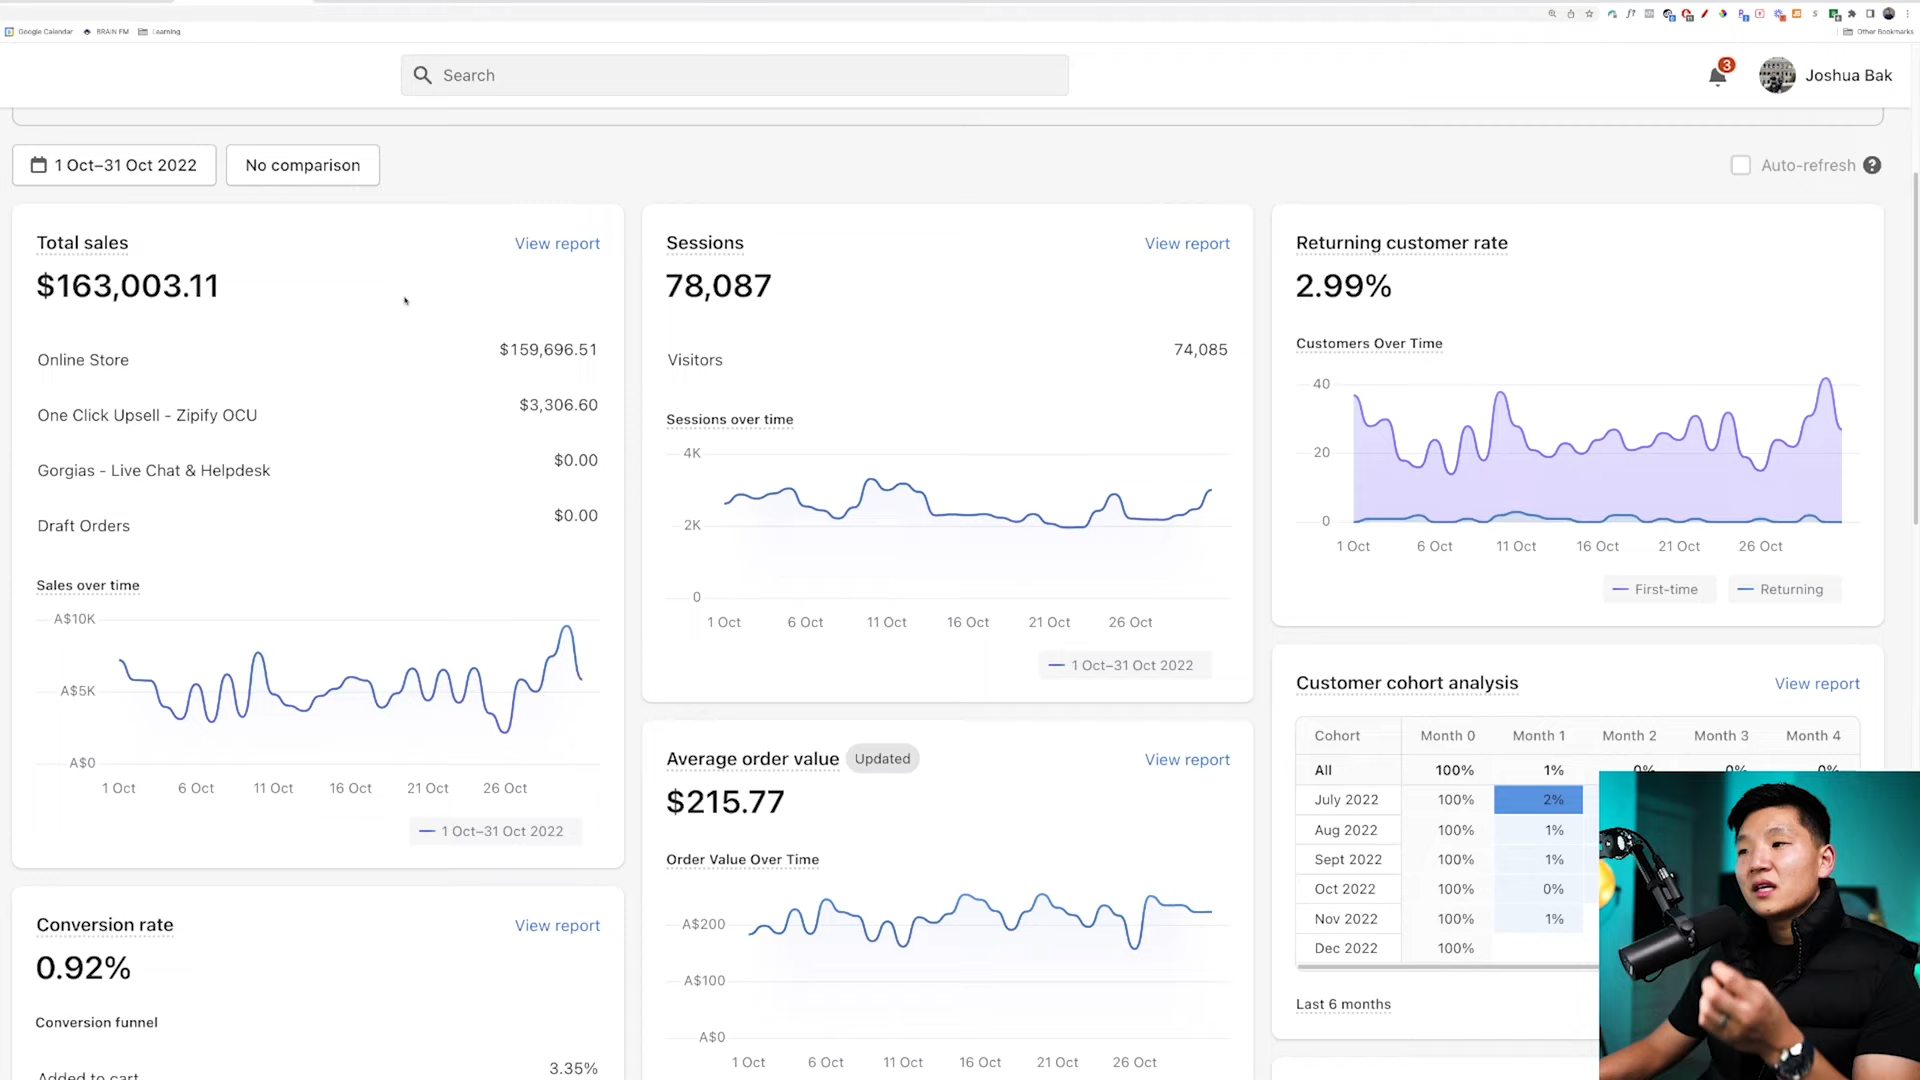 Google Calendar
BRAIN FM
Learning
Other Bookmarks
Search
3
Joshua Bak
1 Oct–31 Oct 2022
No comparison
Auto-refresh
Total sales
View report
$163,003.11
Online Store
$159,696.51
One Click Upsell - Zipify OCU
$3,306.60
Gorgias - Live Chat & Helpdesk
$0.00
Draft Orders
$0.00
Sales over time
A$10K
A$5K
A$0
1 Oct 6 Oct 11 Oct 16 Oct 21 Oct 26 Oct
1 Oct–31 Oct 2022
Conversion rate
View report
0.92%
Conversion funnel
Added to cart
3.35%
Sessions
View report
78,087
Visitors
74,085
Sessions over time
4K
2K
0
1 Oct 6 Oct 11 Oct 16 Oct 21 Oct 26 Oct
1 Oct–31 Oct 2022
Average order value
Updated
View report
$215.77
Order Value Over Time
A$200
A$100
A$0
1 Oct 6 Oct 11 Oct 16 Oct 21 Oct 26 Oct
Returning customer rate
2.99%
Customers Over Time
40
20
0
1 Oct 6 Oct 11 Oct 16 Oct 21 Oct 26 Oct
First-time
Returning
Customer cohort analysis
View report
Cohort Month 0 Month 1 Month 2 Month 3 Month 4
All 100% 1% 0% 0% 0%
July 2022 100% 2%
Aug 2022 100% 1%
Sept 2022 100% 1%
Oct 2022 100% 0%
Nov 2022 100% 1%
Dec 2022 100%
Last 6 months